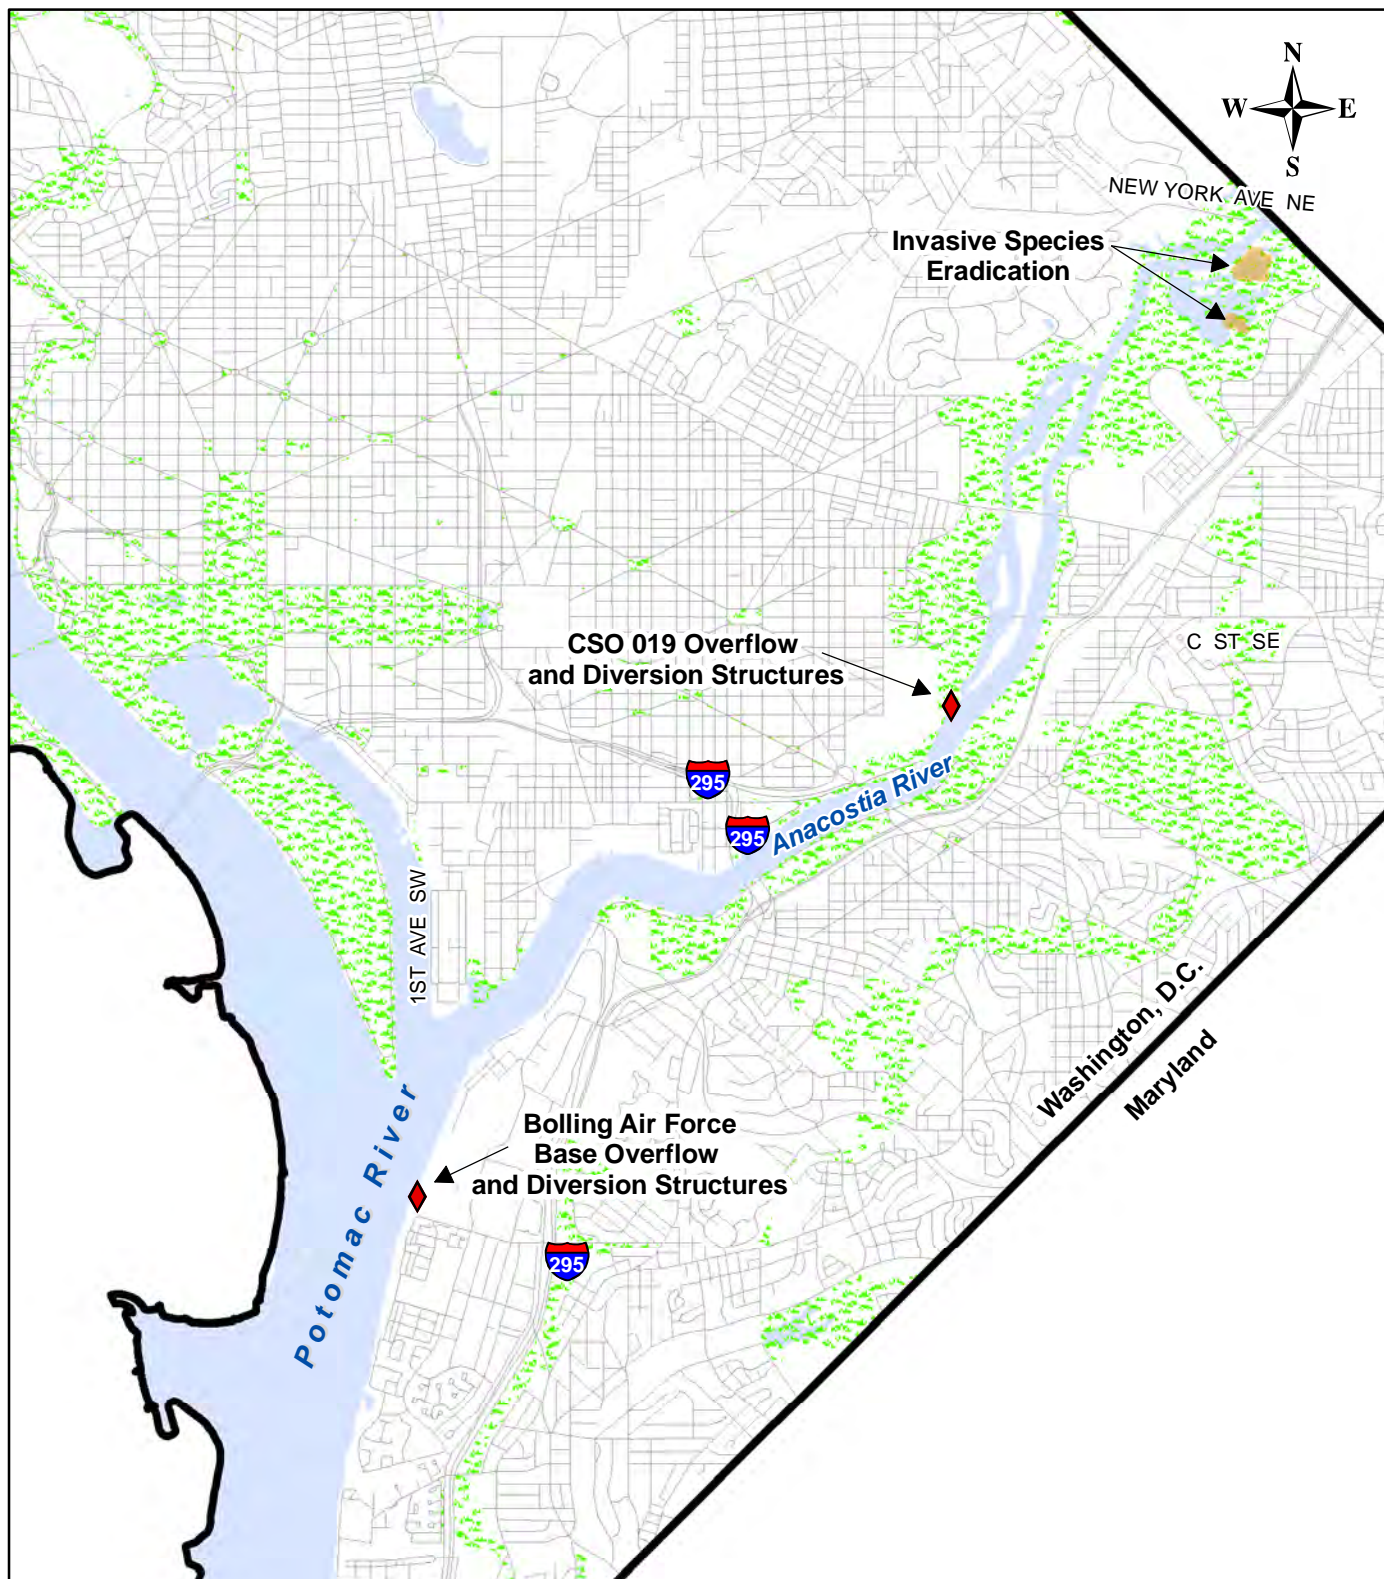 N
W E
S
NEW YORK AVE NE
Invasive Species
Eradication
CSO 019 Overflow
and Diversion Structures
C ST SE
295
295
Anacostia River
1ST AVE SW
Washington, D.C.
Maryland
Potomac River
Bolling Air Force
Base Overflow
and Diversion Structures
295